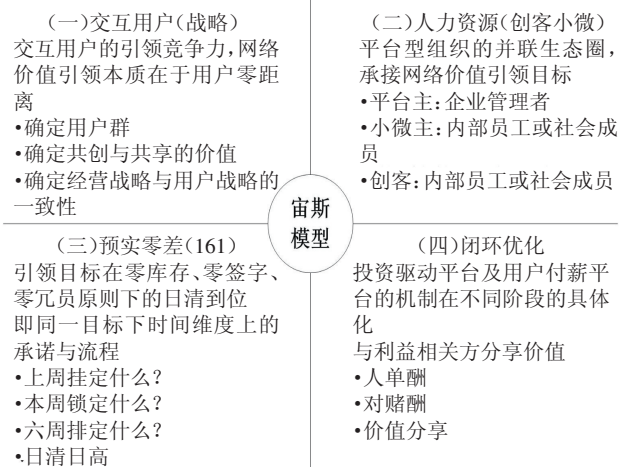 （一）交互用户（战略）
交互用户的引领竞争力，网络
价值引领本质在于用户零距
离
•确定用户群
•确定共创与共享的价值
•确定经营战略与用户战略的
一致性
（二）人力资源（创客小微）
平台型组织的并联生态圈，
承接网络价值引领目标
•平台主：企业管理者
•小微主：内部员工或社会成
员
•创客：内部员工或社会成员
宙斯
模型
（三）预实零差（161）
引领目标在零库存、零签字、
零冗员原则下的日清到位
即同一目标下时间维度上的
承诺与流程
•上周挂定什么？
•本周锁定什么？
•六周排定什么？
•日清日高
（四）闭环优化
投资驱动平台及用户付薪平
台的机制在不同阶段的具体
化
与利益相关方分享价值
•人单酬
•对赌酬
•价值分享